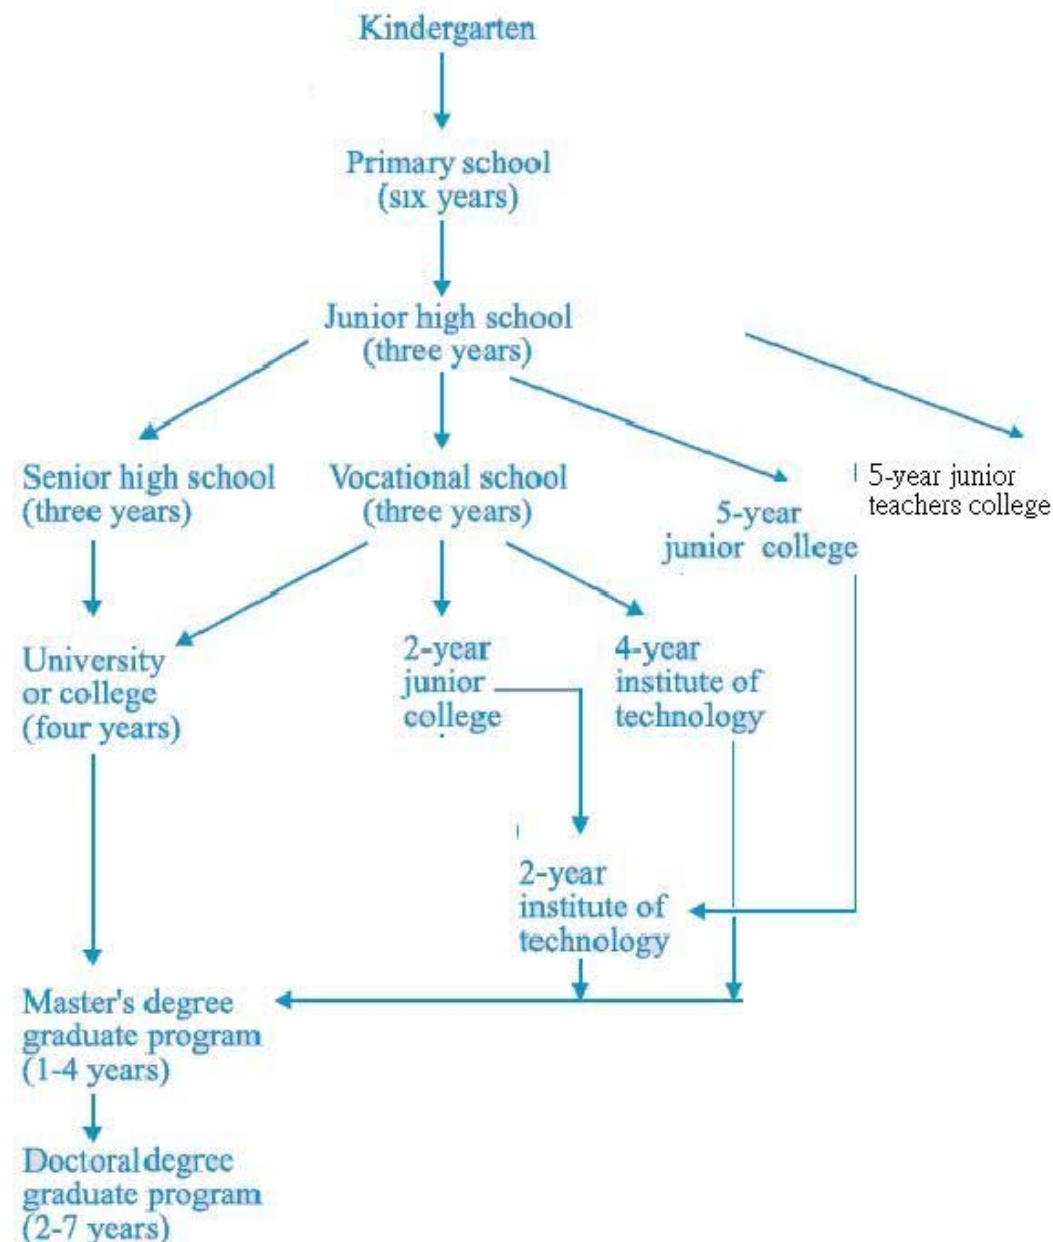 Kindergarten
Primary school
(six years)
Junior high school
(three years)
Senior high school
(three years)
Vocational school
(three years)
5-year
junior college
5-year junior
teachers college
University
or college
(four years)
2-year
junior
college
4-year
institute of
technology
2-year
institute of
technology
Master's degree
graduate program
(1-4 years)
Doctoral degree
graduate program
(2-7 years)